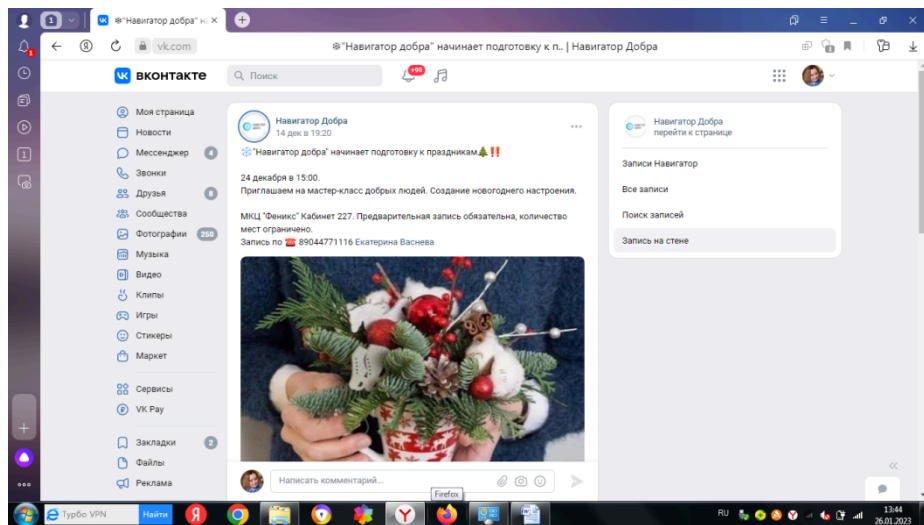 1
"Навигатор добра" на
vk.com
"Навигатор добра" начинает подготовку к п.. | Навигатор Добра
вконтакте
Поиск
+99
Моя страница
Новости
Мессенджер 4
Звонки
Друзья 8
Сообщества
Фотографии 250
Музыка
Видео
Клипы
Игры
Стикеры
Маркет
Сервисы
VK Pay
Закладки 2
Файлы
Реклама
Навигатор Добра
14 дек в 19:20
"Навигатор добра" начинает подготовку к праздникам‼
24 декабря в 15:00.
Приглашаем на мастер-класс добрых людей. Создание новогоднего настроения.
МКЦ "Феникс" Кабинет 227. Предварительная запись обязательна, количество
мест ограничено.
Запись по ☎ 89044771116 Екатерина Васнева
Написать комментарий...
Навигатор Добра
перейти к странице
Записи Навигатор
Все записи
Поиск записей
Запись на стене
Firefox
Турбо VPN
Найти
RU
13:44
26.01.2023